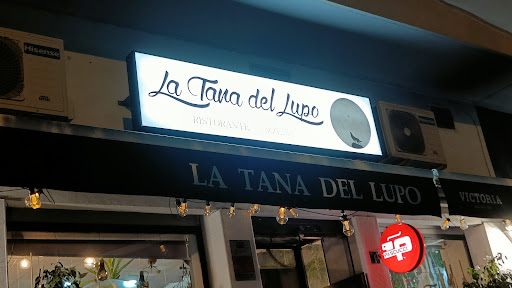 Hisense
La Tana del Lupo
RISTORANTE
LA TANA DEL LUPO
VICTORIA